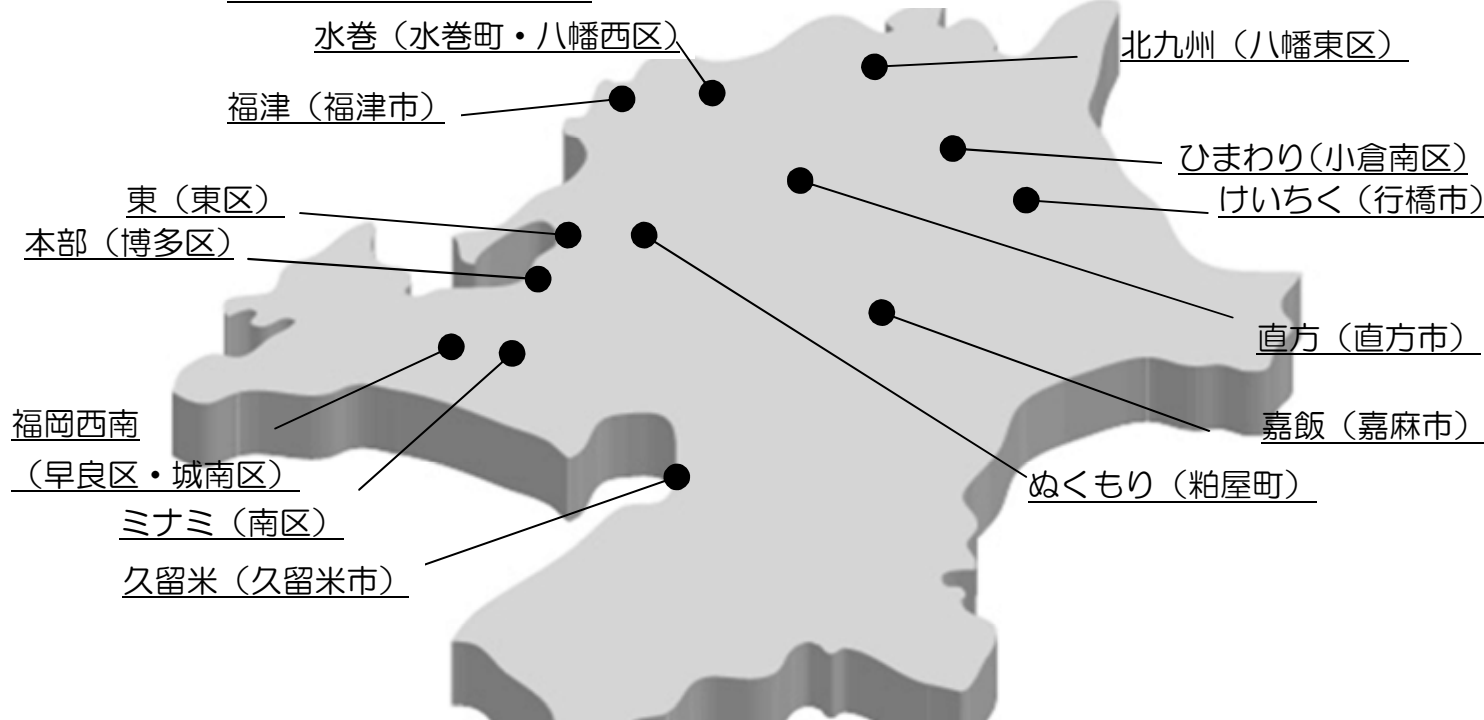 水巻（水巻町・八幡西区）
北九州（八幡東区）
福津（福津市）
ひまわり（小倉南区）
東（東区）
けいちく（行橋市）
本部（博多区）
直方（直方市）
福岡西南
（早良区・城南区）
嘉飯（嘉麻市）
ぬくもり（粕屋町）
ミナミ（南区）
久留米（久留米市）